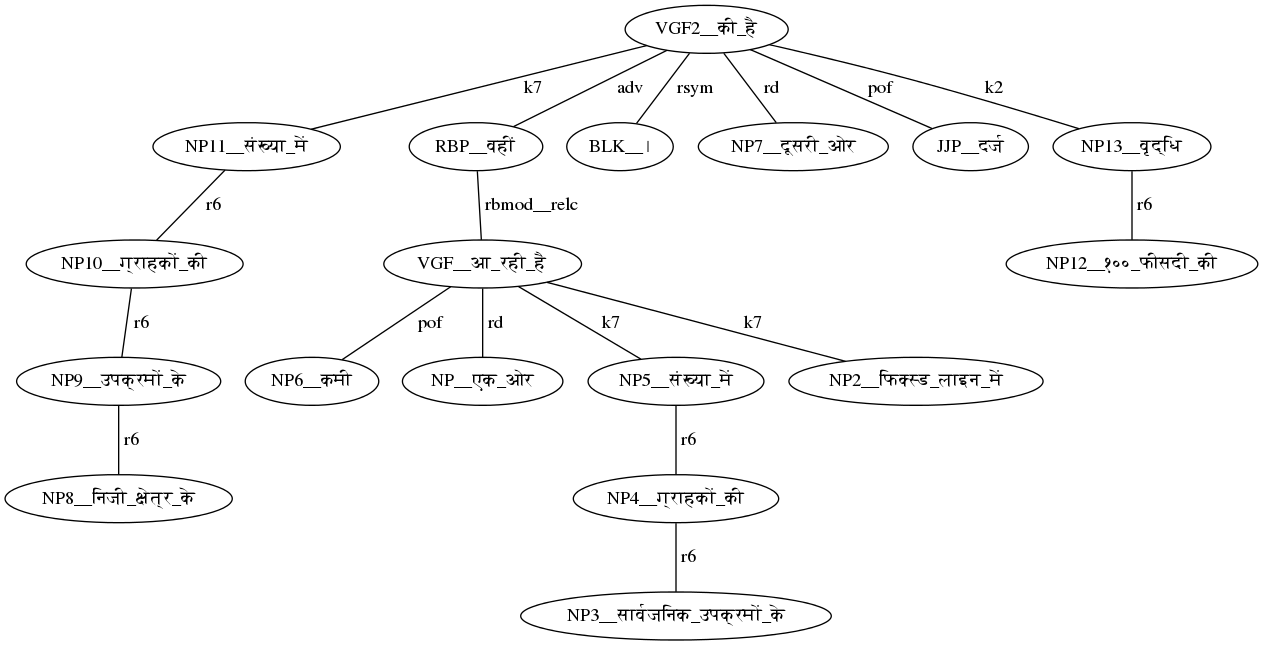 VGF2__की_है
k7 adv rsym rd pof k2
NP11__संख्या_में RBP__वहीं BLK__। NP7__दूसरी_ओर JJP__दर्ज NP13__वृद्धि
r6 rbmod__relc r6
NP10__ग्राहकों_की VGF__आ_रही_है NP12__१००_फीसदी_की
r6 pof rd k7 k7
NP9__उपक्रमों_के NP6__कमी NP__एक_ओर NP5__संख्या_में NP2__फिक्स्ड_लाइन_में
r6 r6
NP8__निजी_क्षेत्र_के NP4__ग्राहकों_की
r6
NP3__सार्वजनिक_उपक्रमों_के